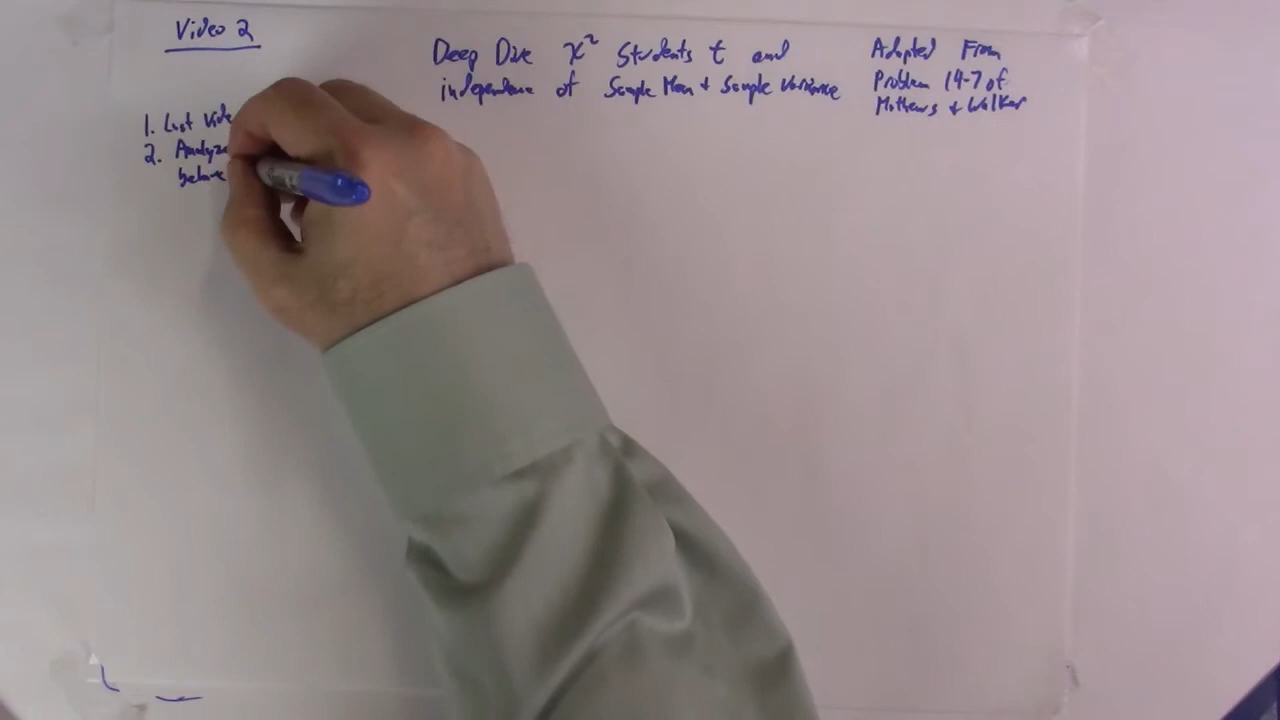 Video 2
Deep Dive χ² Students t and
independence of Sample Mean + Sample Variance
Adapted From
Problem 14-7 of
Mathews + Walker
1. Last Vide
2. Analyze